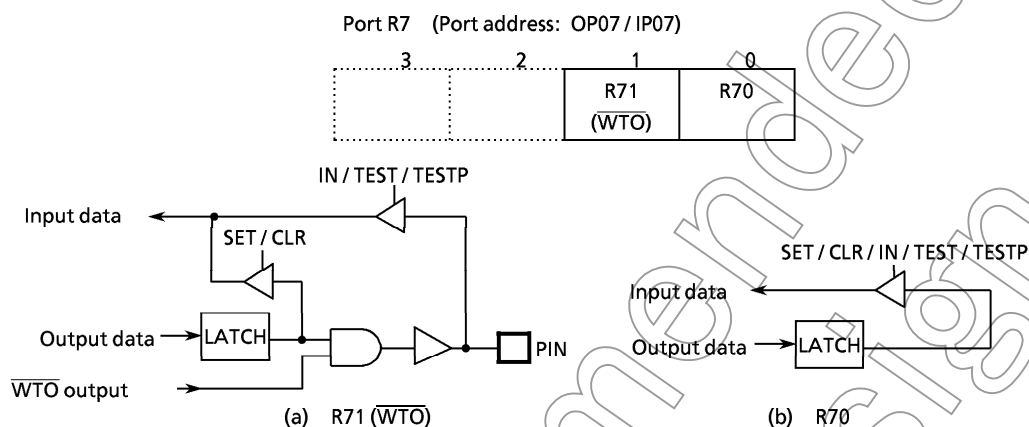 Port R7 (Port address: OP07 / IP07)
3 2 1 0
R71 R70
(WTO)
IN / TEST / TESTP
Input data
SET / CLR
Output data
LATCH
PIN
WTO output
(a) R71 (WTO)
SET / CLR / IN / TEST / TESTP
Input data
Output data
LATCH
(b) R70